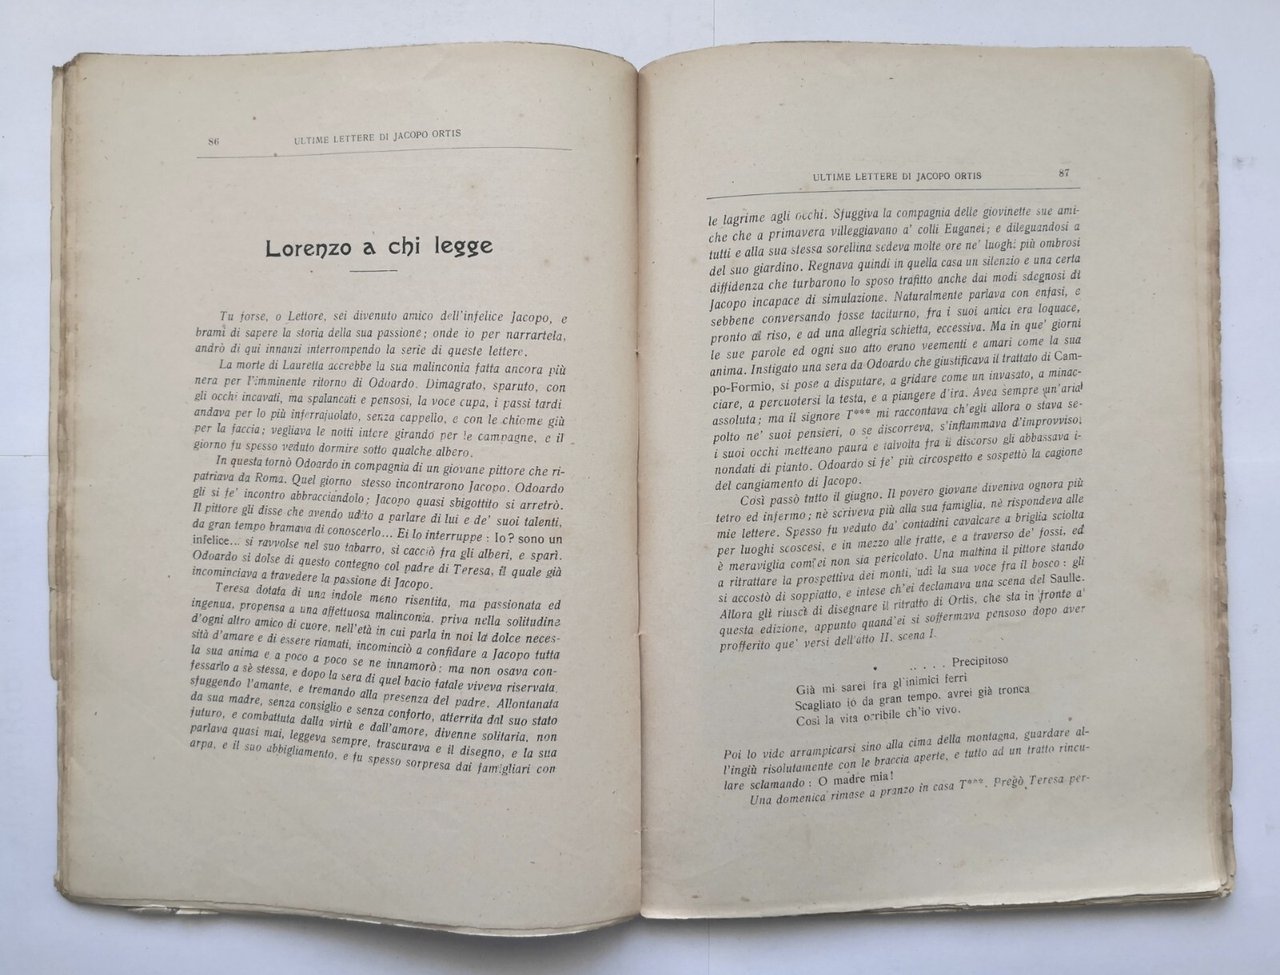 86
ULTIME LETTERE DI JACOPO ORTIS
Lorenzo a chi legge
Tu forse, o Lettore, sei divenuto amico dell'infelice Jacopo, e
brami di sapere la storia della sua passione; onde io per narrartela,
andrò di qui innanzi interrompendo la serie di queste lettere.
La morte di Lauretta accrebbe la sua malinconia fatta ancora più
nera per l'imminente ritorno di Odoardo. Dimagrato, sparuto, con
gli occhi incavati, ma spalancati e pensosi, la voce cupa, i passi tardi
andava per lo più inferrajuolato, senza cappello, e con le chiome giù
per la faccia; vegliava le notti intere girando per le campagne, e il
giorno fu spesso veduto dormire sotto qualche albero.
In questa tornò Odoardo in compagnia di un giovane pittore che ri-
patriava da Roma. Quel giorno stesso incontrarono Jacopo. Odoardo
gli si fe' incontro abbracciandolo; Jacopo quasi sbigottito si arretrò.
Il pittore gli disse che avendo udito a parlare di lui e de' suoi talenti,
da gran tempo bramava di conoscerlo... Ei lo interruppe: Io? sono un
infelice... si ravvolse nel suo tabarro, si cacciò fra gli alberi, e sparì.
Odoardo si dolse di questo contegno col padre di Teresa, il quale già
incominciava a travedere la passione di Jacopo.
Teresa dotata di una indole meno risentita, ma passionata ed
ingenua, propensa a una affettuosa malinconia, priva nella solitudine
d'ogni altro amico di cuore, nell'età in cui parla in noi la dolce neces-
sità d'amare e di essere riamati, incominciò a confidare a Jacopo tutta
la sua anima e a poco a poco se ne innamorò: ma non osava con-
fessarlo a sè stessa, e dopo la sera di quel bacio fatale viveva riservata,
sfuggendo l'amante, e tremando alla presenza del padre. Allontanata
da sua madre, senza consiglio e senza conforto, atterrita dal suo stato
futuro, e combattuta dalla virtù e dall'amore, divenne solitaria, non
parlava quasi mai, leggeva sempre, trascurava e il disegno, e la sua
arpa, e il suo abbigliamento, e fu spesso sorpresa dai famigliari con
ULTIME LETTERE DI JACOPO ORTIS
87
le lagrime agli occhi. Sfuggiva la compagnia delle giovinette sue ami-
che che a primavera villeggiavano a' colli Euganei; e dileguandosi a
tutti e alla sua stessa sorellina sedeva molte ore ne' luoghi più ombrosi
del suo giardino. Regnava quindi in quella casa un silenzio e una certa
diffidenza che turbarono lo sposo trafitto anche dai modi sdegnosi di
Jacopo incapace di simulazione. Naturalmente parlava con enfasi, e
sebbene conversando fosse taciturno, fra i suoi amici era loquace,
pronto al riso, e ad una allegria schietta, eccessiva. Ma in que' giorni
le sue parole ed ogni suo atto erano veementi e amari come la sua
anima. Instigato una sera da Odoardo che giustificava il trattato di Cam-
po-Formio, si pose a disputare, a gridare come un invasato, a minac-
ciare, a percuotersi la testa, e a piangere d'ira. Avea sempre un'aria
assoluta; ma il signore T*** mi raccontava ch'egli allora o stava se-
polto ne' suoi pensieri, o se discorreva, s'infiammava d'improvviso,
i suoi occhi metteano paura e talvolta fra il discorso gli abbassava i-
nondati di pianto. Odoardo si fe' più circospetto e sospettò la cagione
del cangiamento di Jacopo.
Così passò tutto il giugno. Il povero giovane diveniva ognora più
tetro ed infermo; nè scriveva più alla sua famiglia, nè rispondeva alle
mie lettere. Spesso fu veduto da' contadini cavalcare a briglia sciolta
per luoghi scoscesi, e in mezzo alle fratte, e a traverso de' fossi, ed
è meraviglia com'ei non sia pericolato. Una mattina il pittore stando
a ritrattare la prospettiva dei monti, udì la sua voce fra il bosco: gli
si accostò di soppiatto, e intese ch'ei declamava una scena del Saulle.
Allora gli riuscì di disegnare il ritratto di Ortis, che sta in fronte a'
questa edizione, appunto quand'ei si soffermava pensoso dopo aver
profferito que' versi dell'atto II. scena I.
. .. . . . Precipitoso
Già mi sarei fra gl'inimici ferri
Scagliato io da gran tempo, avrei già tronca
Così la vita orribile ch'io vivo.
Poi lo vide arrampicarsi sino alla cima della montagna, guardare al-
l'ingiù risolutamente con le braccia aperte, e tutto ad un tratto rincu-
lare sclamando: O madre mia!
Una domenica rimase a pranzo in casa T***. Pregò Teresa per-